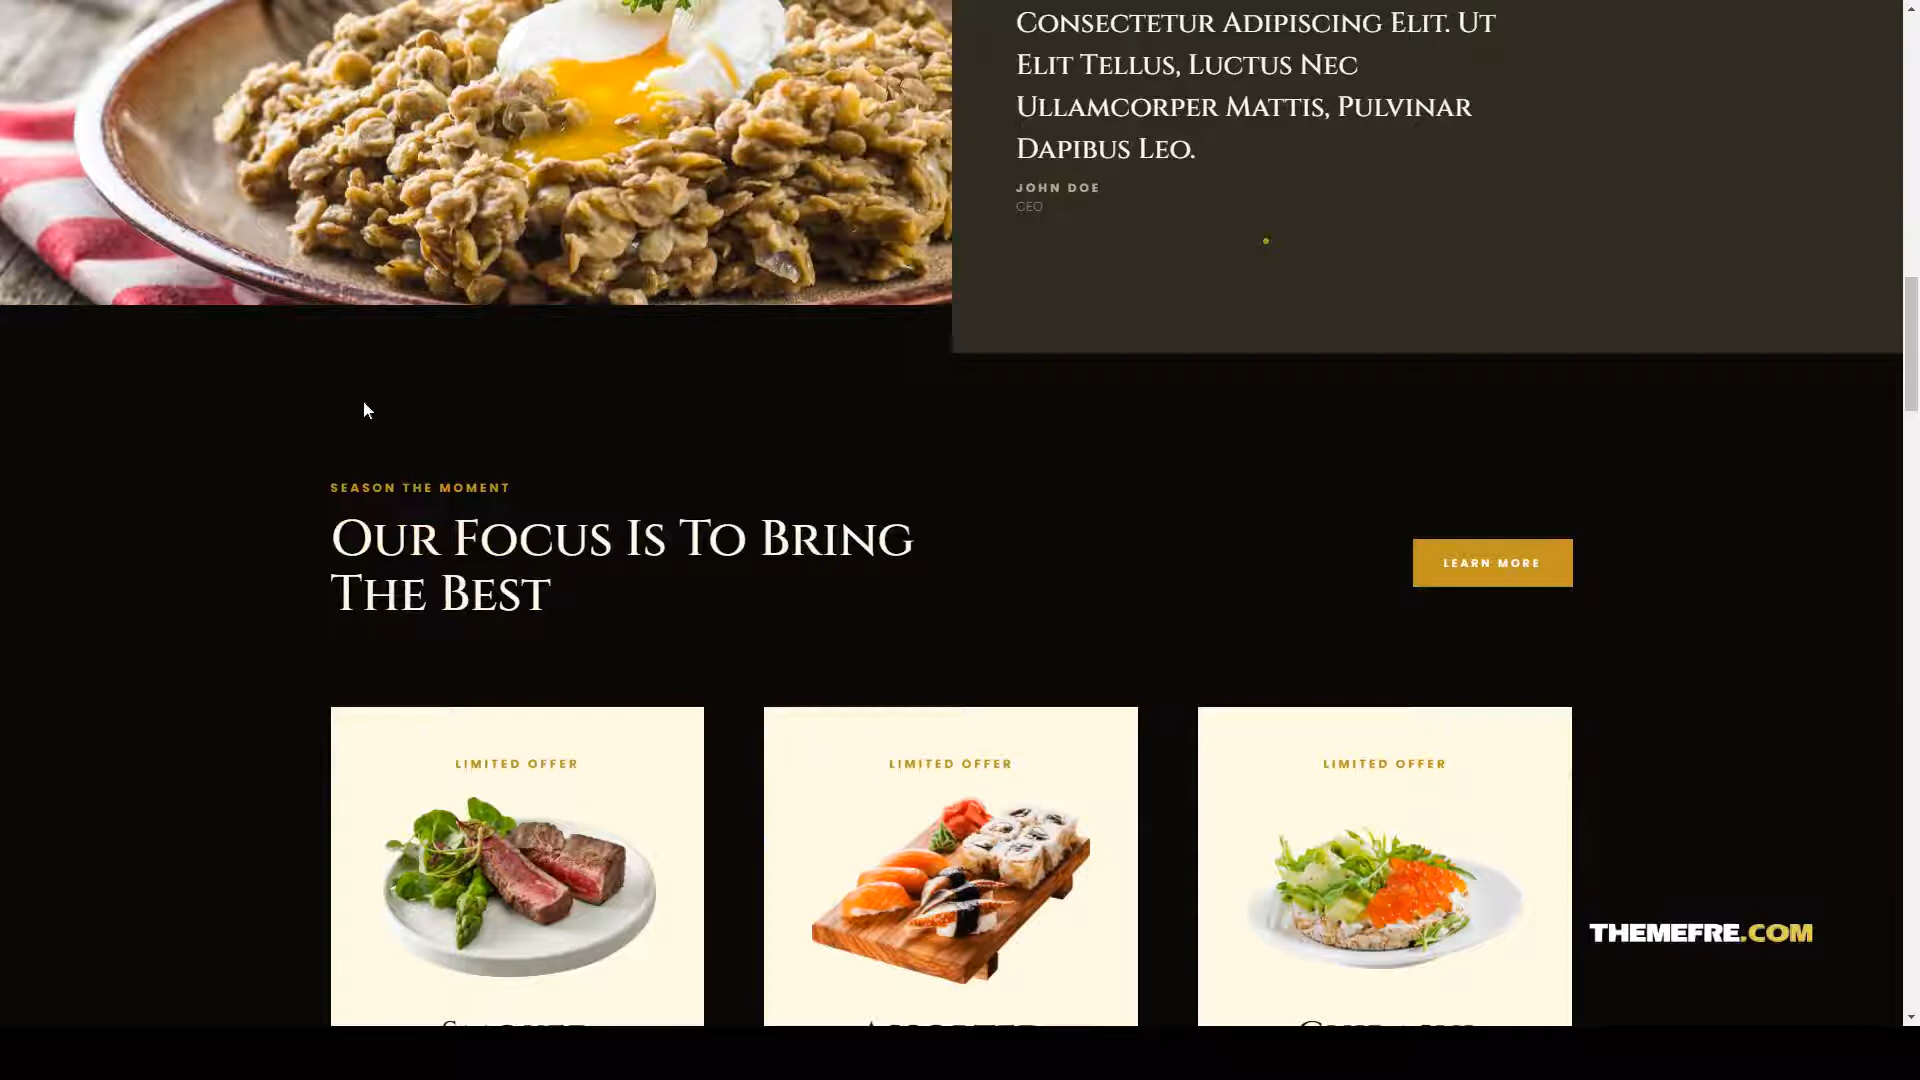 Consectetur Adipiscing Elit. Ut
Elit Tellus, Luctus Nec
Ullamcorper Mattis, Pulvinar
Dapibus Leo.
JOHN DOE
CEO
SEASON THE MOMENT
Our Focus Is To Bring
The Best
LEARN MORE
LIMITED OFFER
LIMITED OFFER
LIMITED OFFER
THEMEFRE.COM